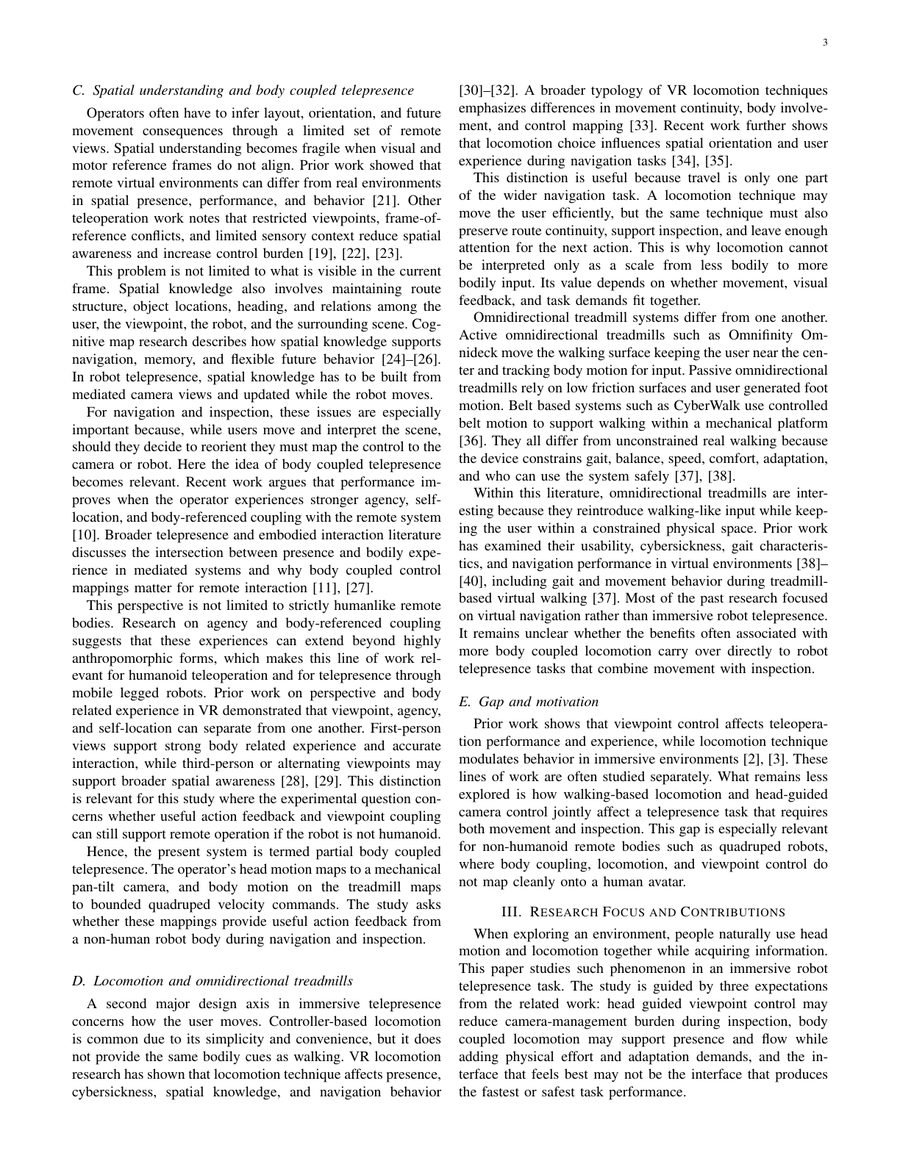 3
C. Spatial understanding and body coupled telepresence
Operators often have to infer layout, orientation, and future
movement consequences through a limited set of remote
views. Spatial understanding becomes fragile when visual and
motor reference frames do not align. Prior work showed that
remote virtual environments can differ from real environments
in spatial presence, performance, and behavior [21]. Other
teleoperation work notes that restricted viewpoints, frame-of-
reference conflicts, and limited sensory context reduce spatial
awareness and increase control burden [19], [22], [23].
This problem is not limited to what is visible in the current
frame. Spatial knowledge also involves maintaining route
structure, object locations, heading, and relations among the
user, the viewpoint, the robot, and the surrounding scene. Cog-
nitive map research describes how spatial knowledge supports
navigation, memory, and flexible future behavior [24]–[26].
In robot telepresence, spatial knowledge has to be built from
mediated camera views and updated while the robot moves.
For navigation and inspection, these issues are especially
important because, while users move and interpret the scene,
should they decide to reorient they must map the control to the
camera or robot. Here the idea of body coupled telepresence
becomes relevant. Recent work argues that performance im-
proves when the operator experiences stronger agency, self-
location, and body-referenced coupling with the remote system
[10]. Broader telepresence and embodied interaction literature
discusses the intersection between presence and bodily expe-
rience in mediated systems and why body coupled control
mappings matter for remote interaction [11], [27].
This perspective is not limited to strictly humanlike remote
bodies. Research on agency and body-referenced coupling
suggests that these experiences can extend beyond highly
anthropomorphic forms, which makes this line of work rel-
evant for humanoid teleoperation and for telepresence through
mobile legged robots. Prior work on perspective and body
related experience in VR demonstrated that viewpoint, agency,
and self-location can separate from one another. First-person
views support strong body related experience and accurate
interaction, while third-person or alternating viewpoints may
support broader spatial awareness [28], [29]. This distinction
is relevant for this study where the experimental question con-
cerns whether useful action feedback and viewpoint coupling
can still support remote operation if the robot is not humanoid.
Hence, the present system is termed partial body coupled
telepresence. The operator's head motion maps to a mechanical
pan-tilt camera, and body motion on the treadmill maps
to bounded quadruped velocity commands. The study asks
whether these mappings provide useful action feedback from
a non-human robot body during navigation and inspection.
D. Locomotion and omnidirectional treadmills
A second major design axis in immersive telepresence
concerns how the user moves. Controller-based locomotion
is common due to its simplicity and convenience, but it does
not provide the same bodily cues as walking. VR locomotion
research has shown that locomotion technique affects presence,
cybersickness, spatial knowledge, and navigation behavior
[30]–[32]. A broader typology of VR locomotion techniques
emphasizes differences in movement continuity, body involve-
ment, and control mapping [33]. Recent work further shows
that locomotion choice influences spatial orientation and user
experience during navigation tasks [34], [35].
This distinction is useful because travel is only one part
of the wider navigation task. A locomotion technique may
move the user efficiently, but the same technique must also
preserve route continuity, support inspection, and leave enough
attention for the next action. This is why locomotion cannot
be interpreted only as a scale from less bodily to more
bodily input. Its value depends on whether movement, visual
feedback, and task demands fit together.
Omnidirectional treadmill systems differ from one another.
Active omnidirectional treadmills such as Omnifinity Om-
nideck move the walking surface keeping the user near the cen-
ter and tracking body motion for input. Passive omnidirectional
treadmills rely on low friction surfaces and user generated foot
motion. Belt based systems such as CyberWalk use controlled
belt motion to support walking within a mechanical platform
[36]. They all differ from unconstrained real walking because
the device constrains gait, balance, speed, comfort, adaptation,
and who can use the system safely [37], [38].
Within this literature, omnidirectional treadmills are inter-
esting because they reintroduce walking-like input while keep-
ing the user within a constrained physical space. Prior work
has examined their usability, cybersickness, gait characteris-
tics, and navigation performance in virtual environments [38]–
[40], including gait and movement behavior during treadmill-
based virtual walking [37]. Most of the past research focused
on virtual navigation rather than immersive robot telepresence.
It remains unclear whether the benefits often associated with
more body coupled locomotion carry over directly to robot
telepresence tasks that combine movement with inspection.
E. Gap and motivation
Prior work shows that viewpoint control affects teleopera-
tion performance and experience, while locomotion technique
modulates behavior in immersive environments [2], [3]. These
lines of work are often studied separately. What remains less
explored is how walking-based locomotion and head-guided
camera control jointly affect a telepresence task that requires
both movement and inspection. This gap is especially relevant
for non-humanoid remote bodies such as quadruped robots,
where body coupling, locomotion, and viewpoint control do
not map cleanly onto a human avatar.
III. RESEARCH FOCUS AND CONTRIBUTIONS
When exploring an environment, people naturally use head
motion and locomotion together while acquiring information.
This paper studies such phenomenon in an immersive robot
telepresence task. The study is guided by three expectations
from the related work: head guided viewpoint control may
reduce camera-management burden during inspection, body
coupled locomotion may support presence and flow while
adding physical effort and adaptation demands, and the in-
terface that feels best may not be the interface that produces
the fastest or safest task performance.